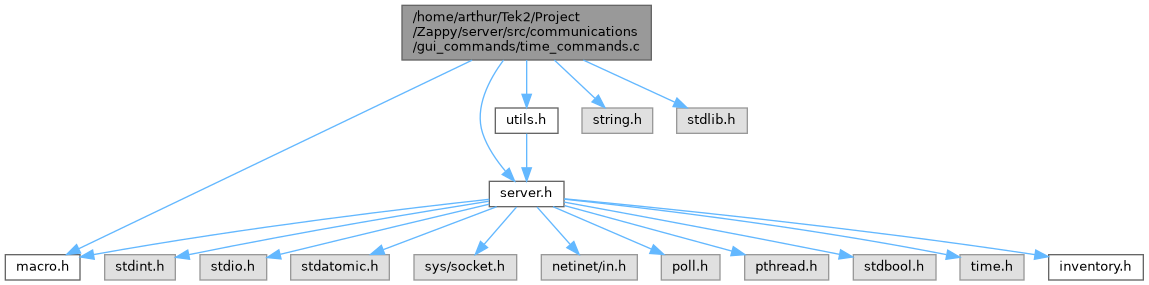 /home/arthur/Tek2/Project
/Zappy/server/src/communications
/gui_commands/time_commands.c
utils.h
string.h
stdlib.h
server.h
macro.h
stdint.h
stdio.h
stdatomic.h
sys/socket.h
netinet/in.h
poll.h
pthread.h
stdbool.h
time.h
inventory.h